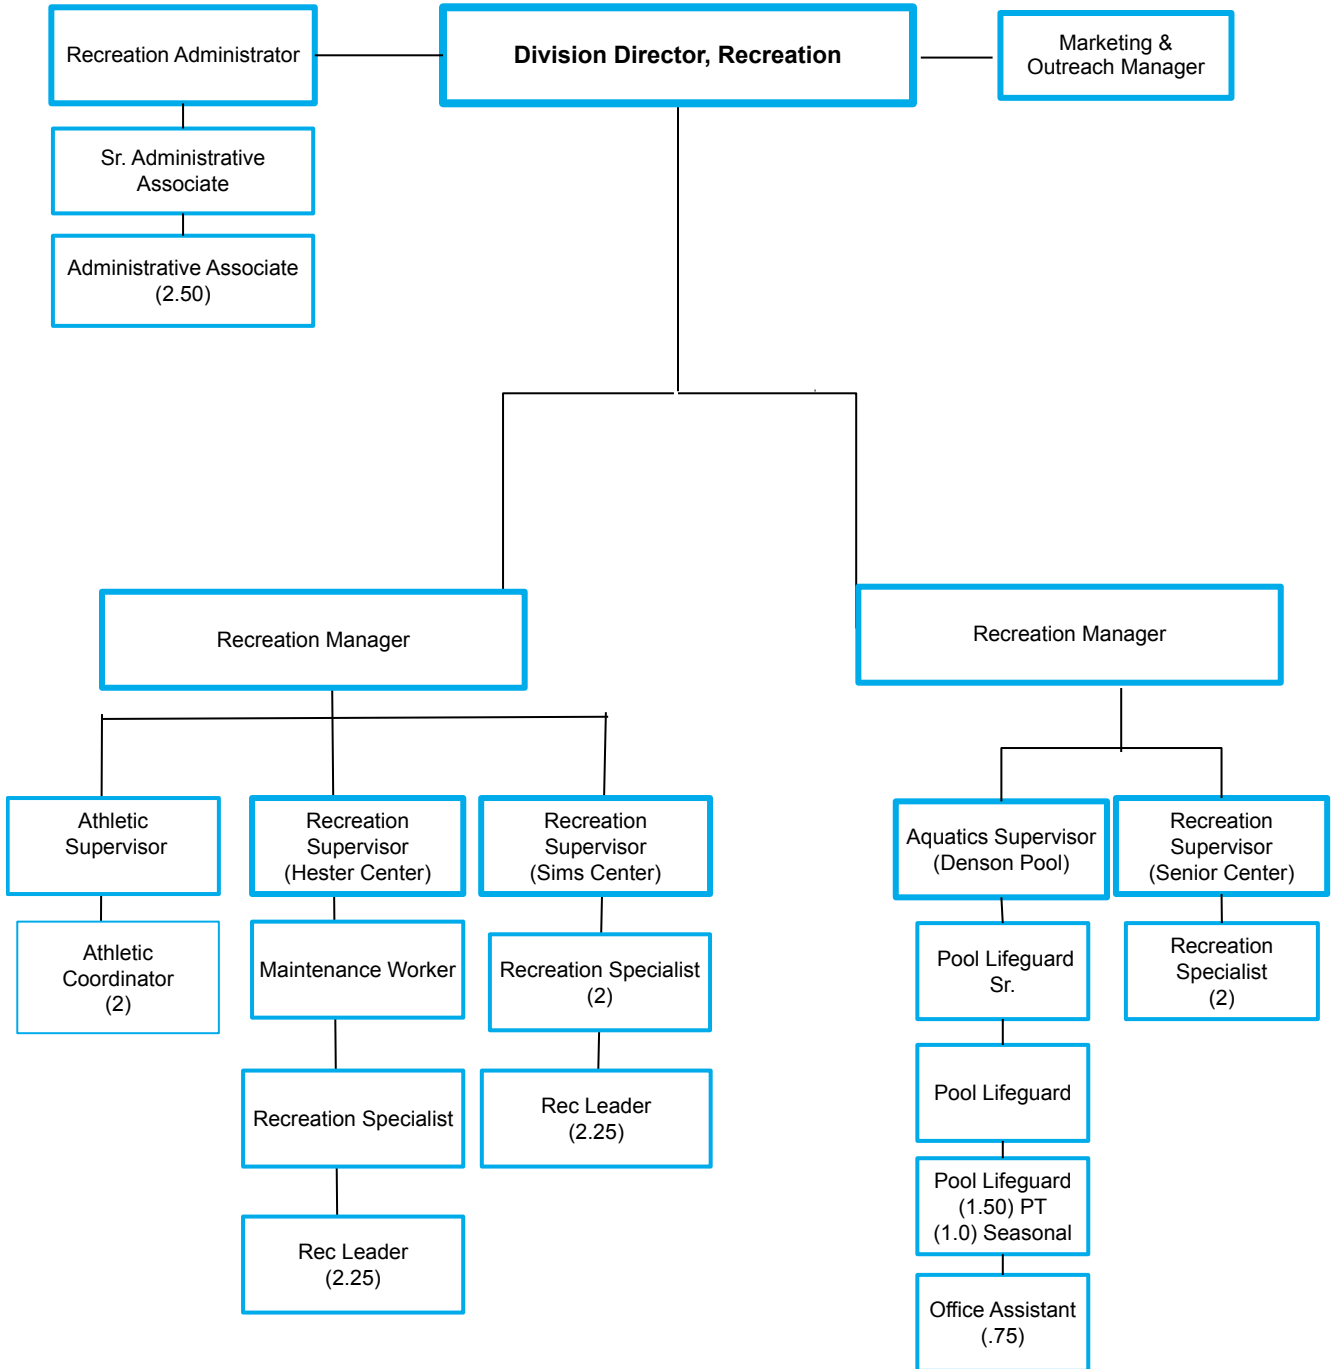 Recreation Administrator
Division Director, Recreation
Marketing &
Outreach Manager
Sr. Administrative
Associate
Administrative Associate
(2.50)
Recreation Manager
Recreation Manager
Athletic
Supervisor
Recreation
Supervisor
(Hester Center)
Recreation
Supervisor
(Sims Center)
Aquatics Supervisor
(Denson Pool)
Recreation
Supervisor
(Senior Center)
Athletic
Coordinator
(2)
Maintenance Worker
Recreation Specialist
(2)
Pool Lifeguard
Sr.
Recreation
Specialist
(2)
Recreation Specialist
Rec Leader
(2.25)
Pool Lifeguard
Rec Leader
(2.25)
Pool Lifeguard
(1.50) PT
(1.0) Seasonal
Office Assistant
(.75)